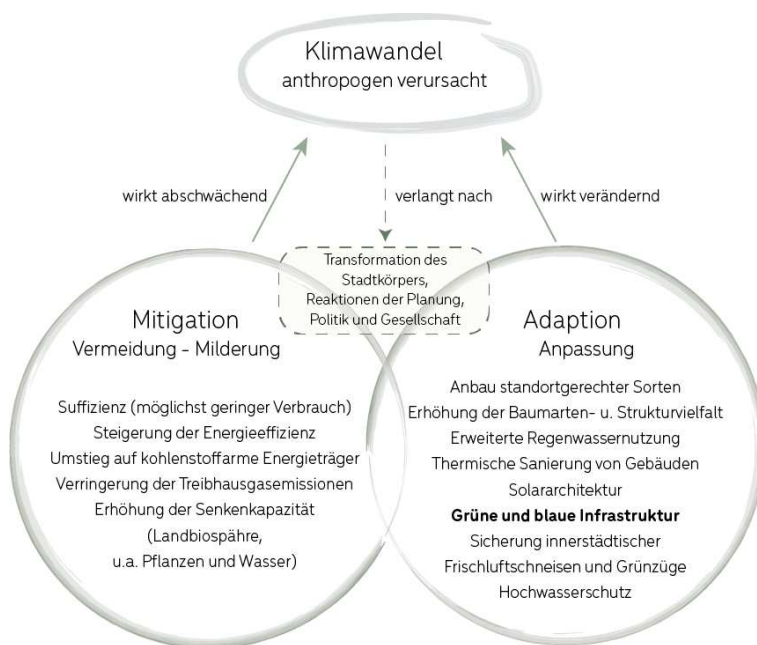 Klimawandel
anthropogen verursacht
wirkt abschwächend
verlangt nach
wirkt verändernd
Transformation des
Stadtkörpers,
Reaktionen der Planung,
Politik und Gesellschaft
Mitigation
Vermeidung - Milderung
Suffizienz (möglichst geringer Verbrauch)
Steigerung der Energieeffizienz
Umstieg auf kohlenstoffarme Energieträger
Verringerung der Treibhausgasemissionen
Erhöhung der Senkenkapazität
(Landbiospähre,
u.a. Pflanzen und Wasser)
Adaption
Anpassung
Anbau standortgerechter Sorten
Erhöhung der Baumarten- u. Strukturvielfalt
Erweiterte Regenwassernutzung
Thermische Sanierung von Gebäuden
Solararchitektur
Grüne und blaue Infrastruktur
Sicherung innerstädtischer
Frischluftschneisen und Grünzüge
Hochwasserschutz